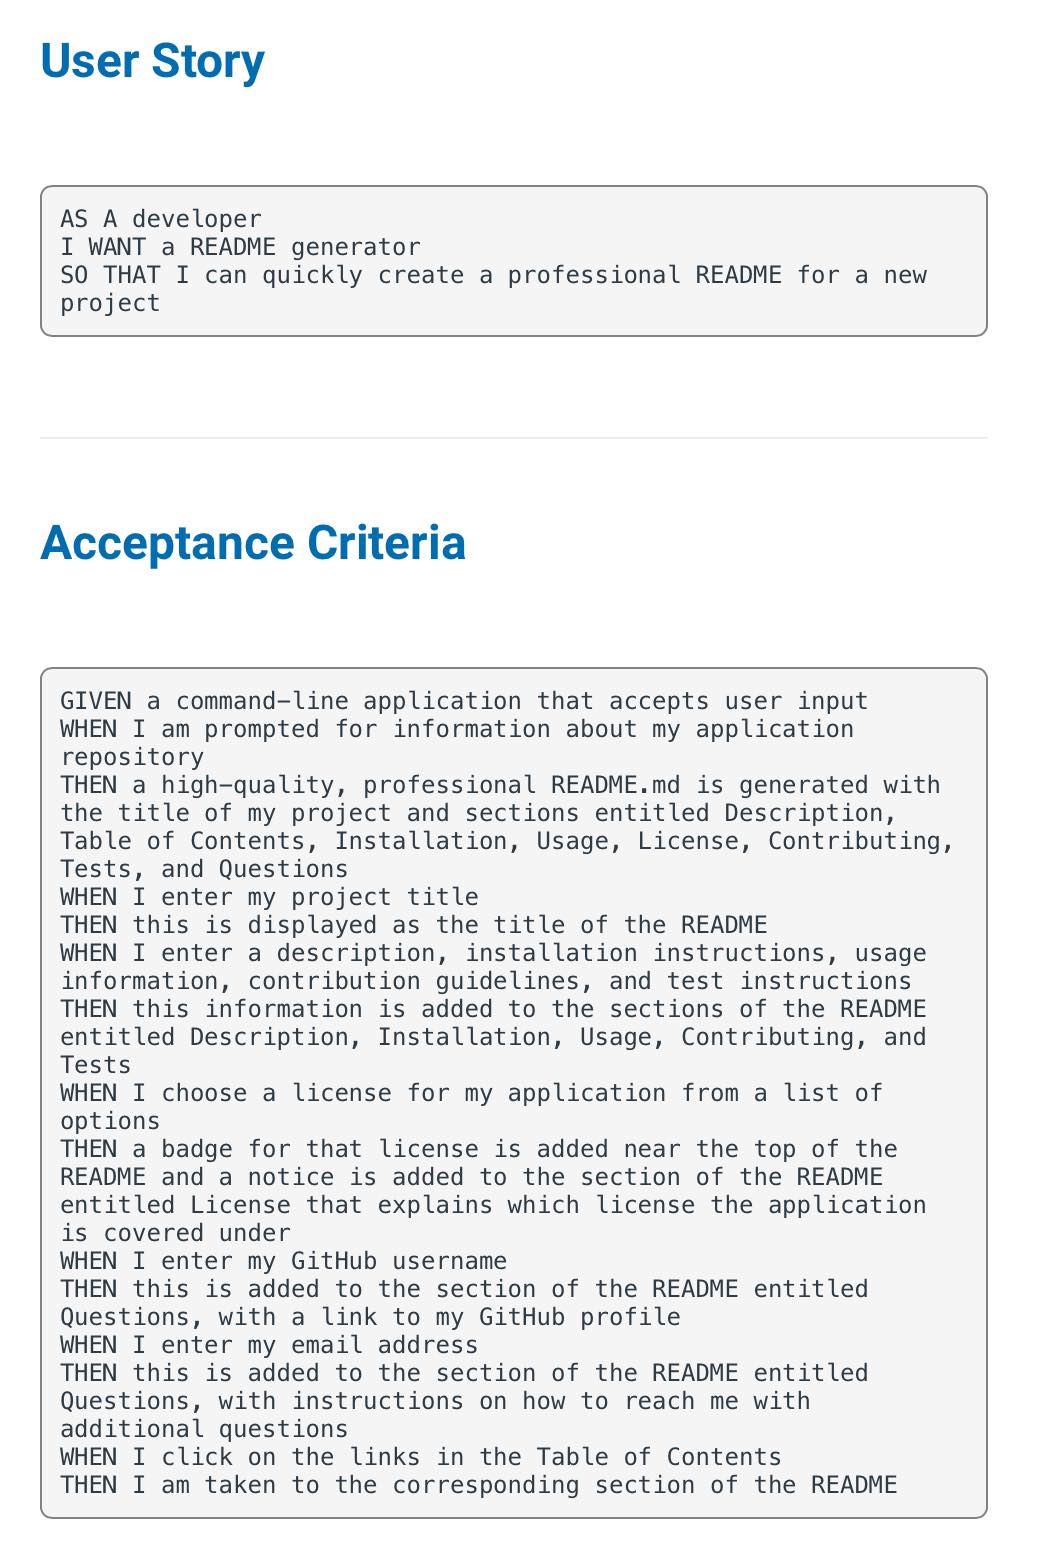 User Story
AS A developer
I WANT a README generator
SO THAT I can quickly create a professional README for a new
project
Acceptance Criteria
GIVEN a command-line application that accepts user input
WHEN I am prompted for information about my application
repository
THEN a high-quality, professional README.md is generated with
the title of my project and sections entitled Description,
Table of Contents, Installation, Usage, License, Contributing,
Tests, and Questions
WHEN I enter my project title
THEN this is displayed as the title of the README
WHEN I enter a description, installation instructions, usage
information, contribution guidelines, and test instructions
THEN this information is added to the sections of the README
entitled Description, Installation, Usage, Contributing, and
Tests
WHEN I choose a license for my application from a list of
options
THEN a badge for that license is added near the top of the
README and a notice is added to the section of the README
entitled License that explains which license the application
is covered under
WHEN I enter my GitHub username
THEN this is added to the section of the README entitled
Questions, with a link to my GitHub profile
WHEN I enter my email address
THEN this is added to the section of the README entitled
Questions, with instructions on how to reach me with
additional questions
WHEN I click on the links in the Table of Contents
THEN I am taken to the corresponding section of the README